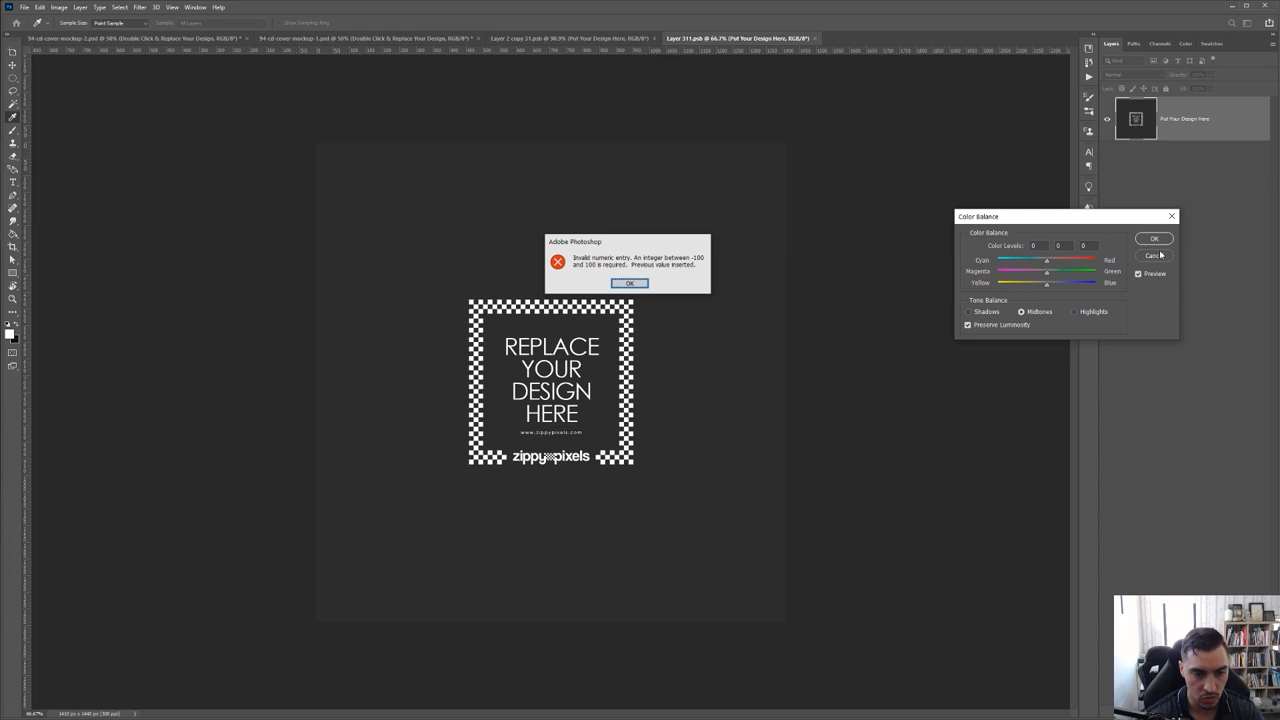 File Edit Image Layer Type Select Filter 3D View Window Help
Sample Size: Point Sample Sample: All Layers Show Sampling Ring
94-cd-cover-mockup-2.psd @ 50% (Double Click & Replace Your Design, RGB/8*) *
94-cd-cover-mockup-1.psd @ 50% (Double Click & Replace Your Design, RGB/8*) *
Layer 2 copy 31.psb @ 90.9% (Put Your Design Here, RGB/8*)
Layer 311.psb @ 66.7% (Put Your Design Here, RGB/8*)
Layers Paths Channels Color Swatches
Kind
Normal Opacity:
Lock: Fill:
Put Your Design Here
Adobe Photoshop
Invalid numeric entry. An integer between -100
and 100 is required. Previous value inserted.
OK
Color Balance
Color Balance
Color Levels: 0 0 0
OK
Cancel
Cyan Red
Magenta Green
Yellow Blue
Preview
Tone Balance
Shadows Midtones Highlights
Preserve Luminosity
REPLACE
YOUR
DESIGN
HERE
www.zippypixels.com
zippypixels
66.67%